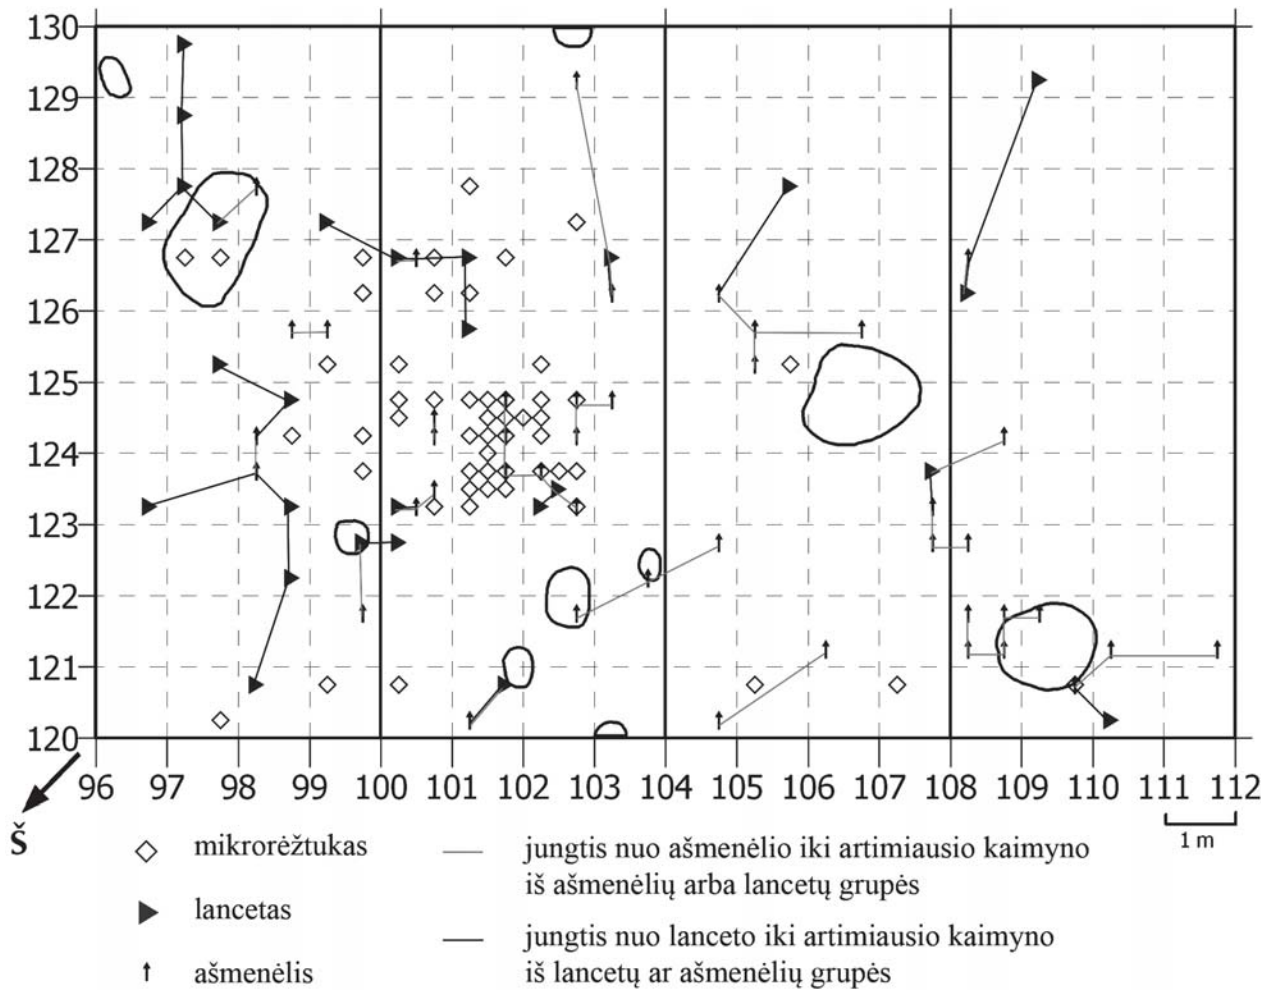 130
129
128
127
126
125
124
123
122
121
120
96 97 98 99 100 101 102 103 104 105 106 107 108 109 110 111 112
Š
1 m
mikrorėžtukas
lancetas
ašmenėlis
jungtis nuo ašmenėlio iki artimiausio kaimyno
iš ašmenėlių arba lancetų grupės
jungtis nuo lanceto iki artimiausio kaimyno
iš lancetų ar ašmenėlių grupės